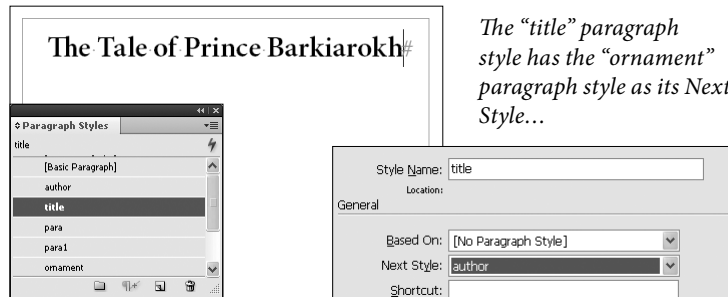 The Tale of Prince Barkiarokh#
The “title” paragraph
style has the “ornament”
paragraph style as its Next
Style…
Paragraph Styles
title
[Basic Paragraph]
author
title
para
para1
ornament
Style Name: title
Location:
General
Based On: [No Paragraph Style]
Next Style: author
Shortcut: